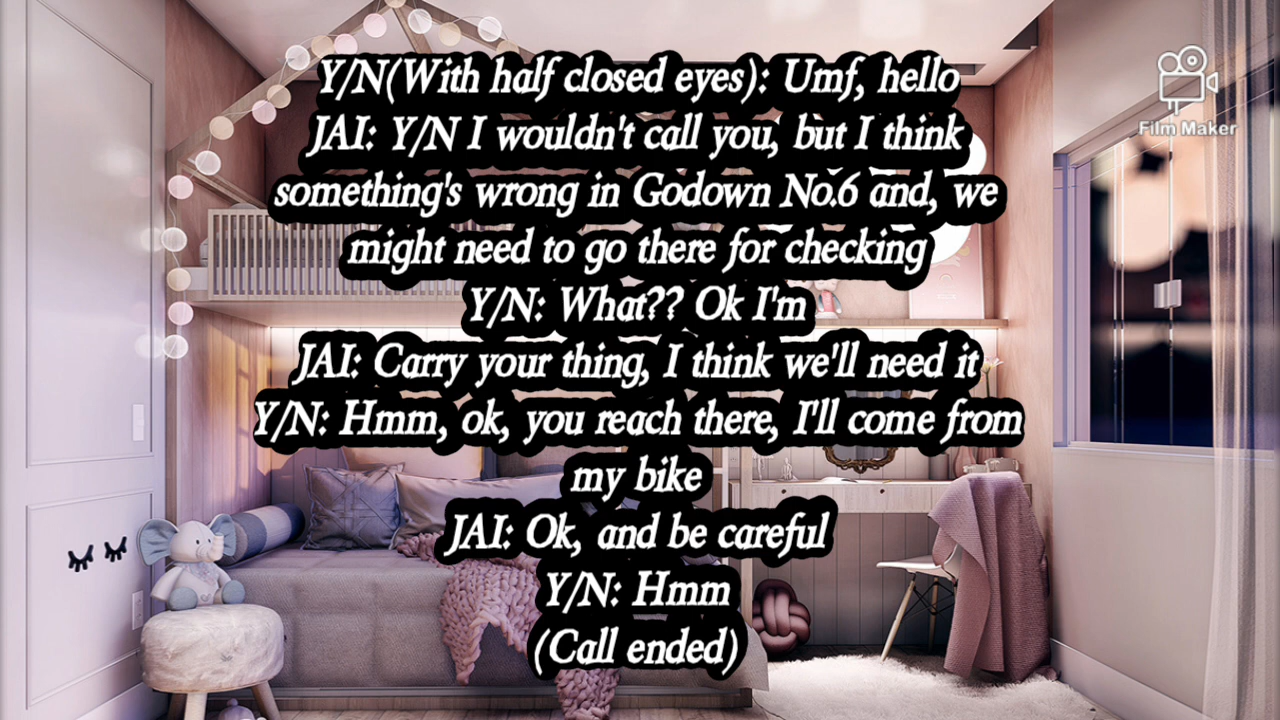 Y/N(With half closed eyes): Umf, hello
JAI: Y/N I wouldn't call you, but I think
something's wrong in Godown No.6 and, we
might need to go there for checking
Y/N: What?? Ok I'm
JAI: Carry your thing, I think we'll need it
Y/N: Hmm, ok, you reach there, I'll come from
my bike
JAI: Ok, and be careful
Y/N: Hmm
(Call ended)
Film Maker